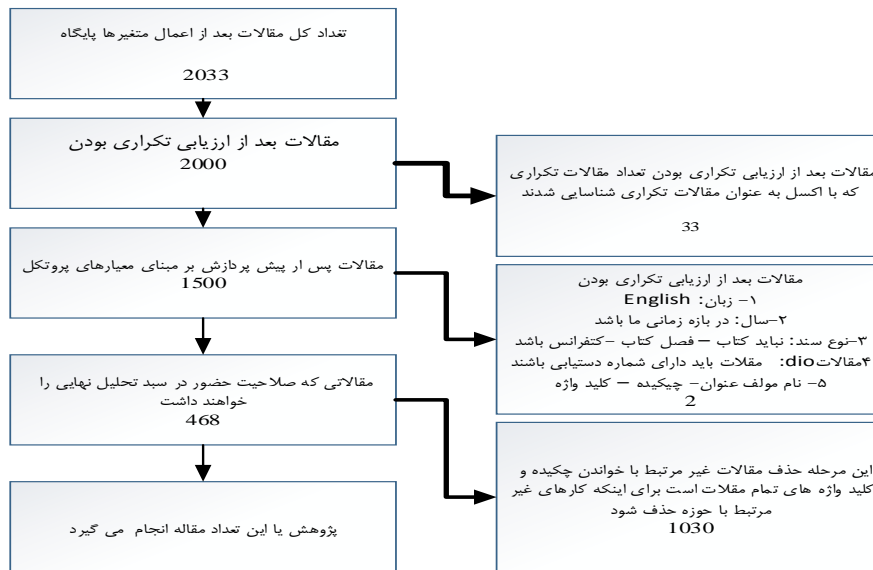 تغداد کل مقالات بعد از اعمال متغیرها پایگاه
2033
مقالات بعد از ارزیابی تکراری بودن
2000
مقالات بعد از ارزیابی تکراری بودن تعداد مقالات تکراری
که با اکسل به عنوان مقالات تکراری شناسایی شدند
33
مقالات پس ار پیش پردازش بر مبنای معیارهای پروتکل
1500
مقالات بعد از ارزیابی تکراری بودن
۱- زبان: English
۲-سال: در بازه زمانی ما باشد
۳-نوع سند: نباید کتاب – فصل کتاب -کتفرانس باشد
۴مقالاتdio: مقلات باید دارای شماره دستیابی باشند
۵- نام مولف عنوان- چیکیده – کلید واژه
2
مقالاتی که صلاحیت حضور در سبد تحلیل نهایی را
خواهند داشت
468
این مرحله حذف مقالات غیر مرتبط با خواندن چکیده و
کلید واژه های تمام مقلات است برای اینکه کارهای غیر
مرتبط با حوزه حذف شود
1030
پژوهش یا این تعداد مقاله انجام می گیرد